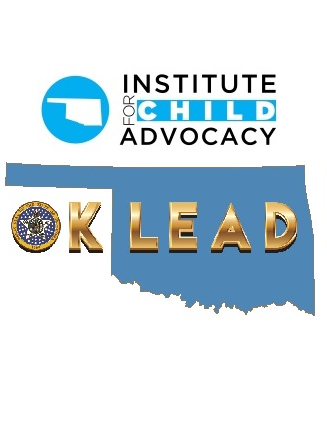 INSTITUTE
FOR CHILD
ADVOCACY
OK LEAD